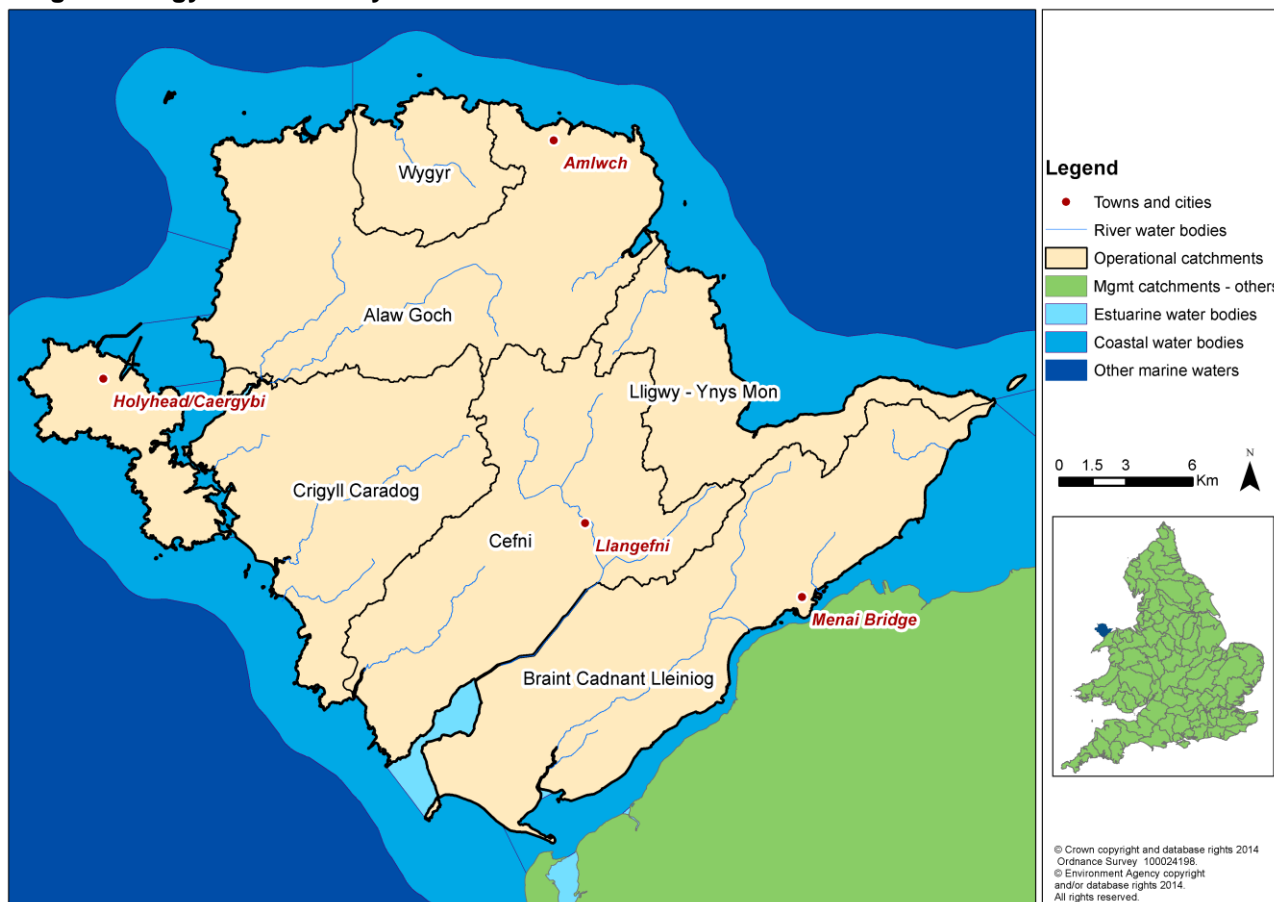 Wygyr
Amlwch
Alaw Goch
Holyhead/Caergybi
Lligwy - Ynys Mon
Crigyll Caradog
Cefni
Llangefni
Menai Bridge
Braint Cadnant Lleiniog
Legend
Towns and cities
River water bodies
Operational catchments
Mgmt catchments - others
Estuarine water bodies
Coastal water bodies
Other marine waters
N
0 1.5 3 6
Km
© Crown copyright and database rights 2014
Ordnance Survey 100024198.
© Environment Agency copyright
and/or database rights 2014.
All rights reserved.